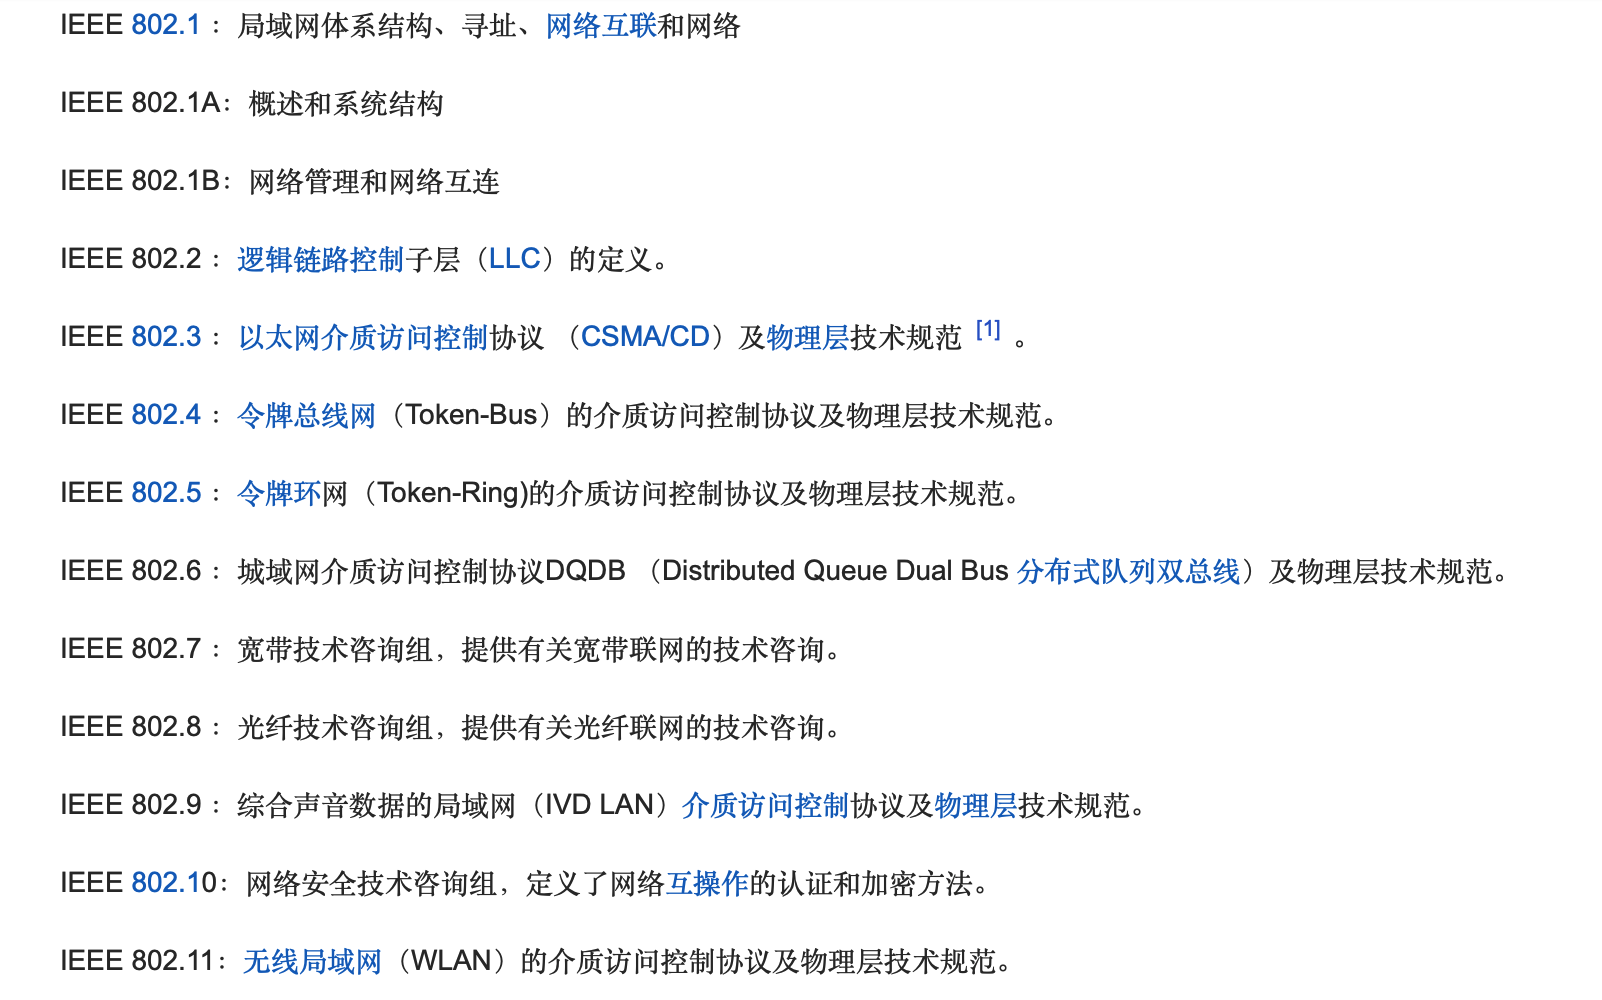 IEEE 802.1 ：局域网体系结构、寻址、网络互联和网络
IEEE 802.1A：概述和系统结构
IEEE 802.1B：网络管理和网络互连
IEEE 802.2 ：逻辑链路控制子层（LLC）的定义。
IEEE 802.3 ：以太网介质访问控制协议 （CSMA/CD）及物理层技术规范 [1] 。
IEEE 802.4 ：令牌总线网（Token-Bus）的介质访问控制协议及物理层技术规范。
IEEE 802.5 ：令牌环网（Token-Ring)的介质访问控制协议及物理层技术规范。
IEEE 802.6 ：城域网介质访问控制协议DQDB （Distributed Queue Dual Bus 分布式队列双总线）及物理层技术规范。
IEEE 802.7 ：宽带技术咨询组，提供有关宽带联网的技术咨询。
IEEE 802.8 ：光纤技术咨询组，提供有关光纤联网的技术咨询。
IEEE 802.9 ：综合声音数据的局域网（IVD LAN）介质访问控制协议及物理层技术规范。
IEEE 802.10：网络安全技术咨询组，定义了网络互操作的认证和加密方法。
IEEE 802.11：无线局域网（WLAN）的介质访问控制协议及物理层技术规范。